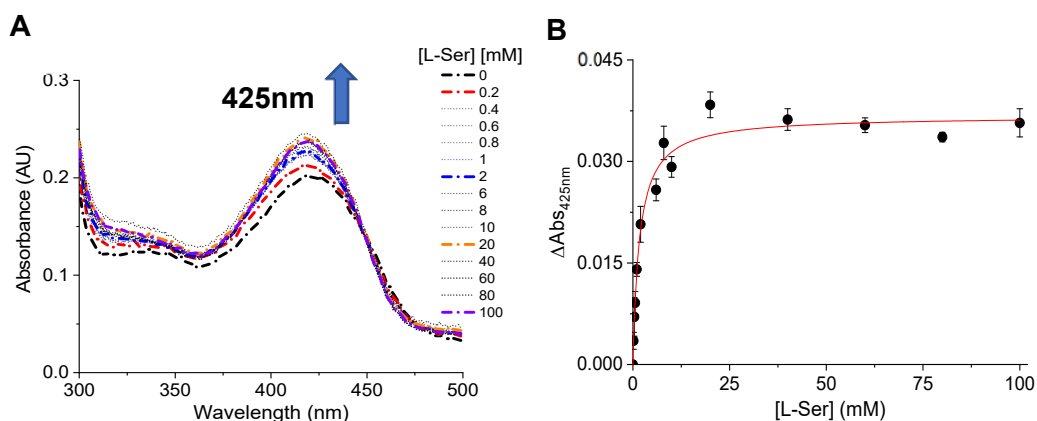 A
[L-Ser] [mM]
425nm
0
0.2
0.4
0.6
0.8
1
2
6
8
10
20
40
60
80
100
Absorbance (AU)
0.3
0.2
0.1
0.0
300 350 400 450 500
Wavelength (nm)
B
ΔAbs425nm
0.045
0.030
0.015
0.000
0 25 50 75 100
[L-Ser] (mM)